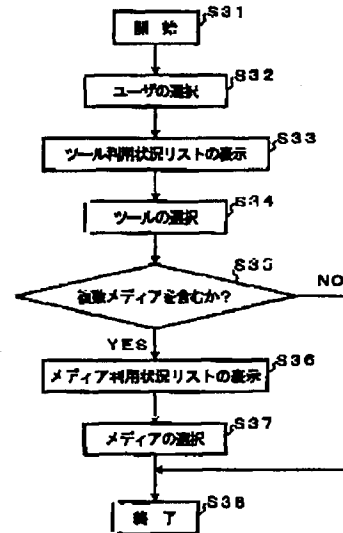 S31
開始
S32
ユーザの選択
S33
ツール利用状況リストの表示
S34
ツールの選択
S35
複数メディアを含むか?
NO
YES
S36
メディア利用状況リストの表示
S37
メディアの選択
S38
終了